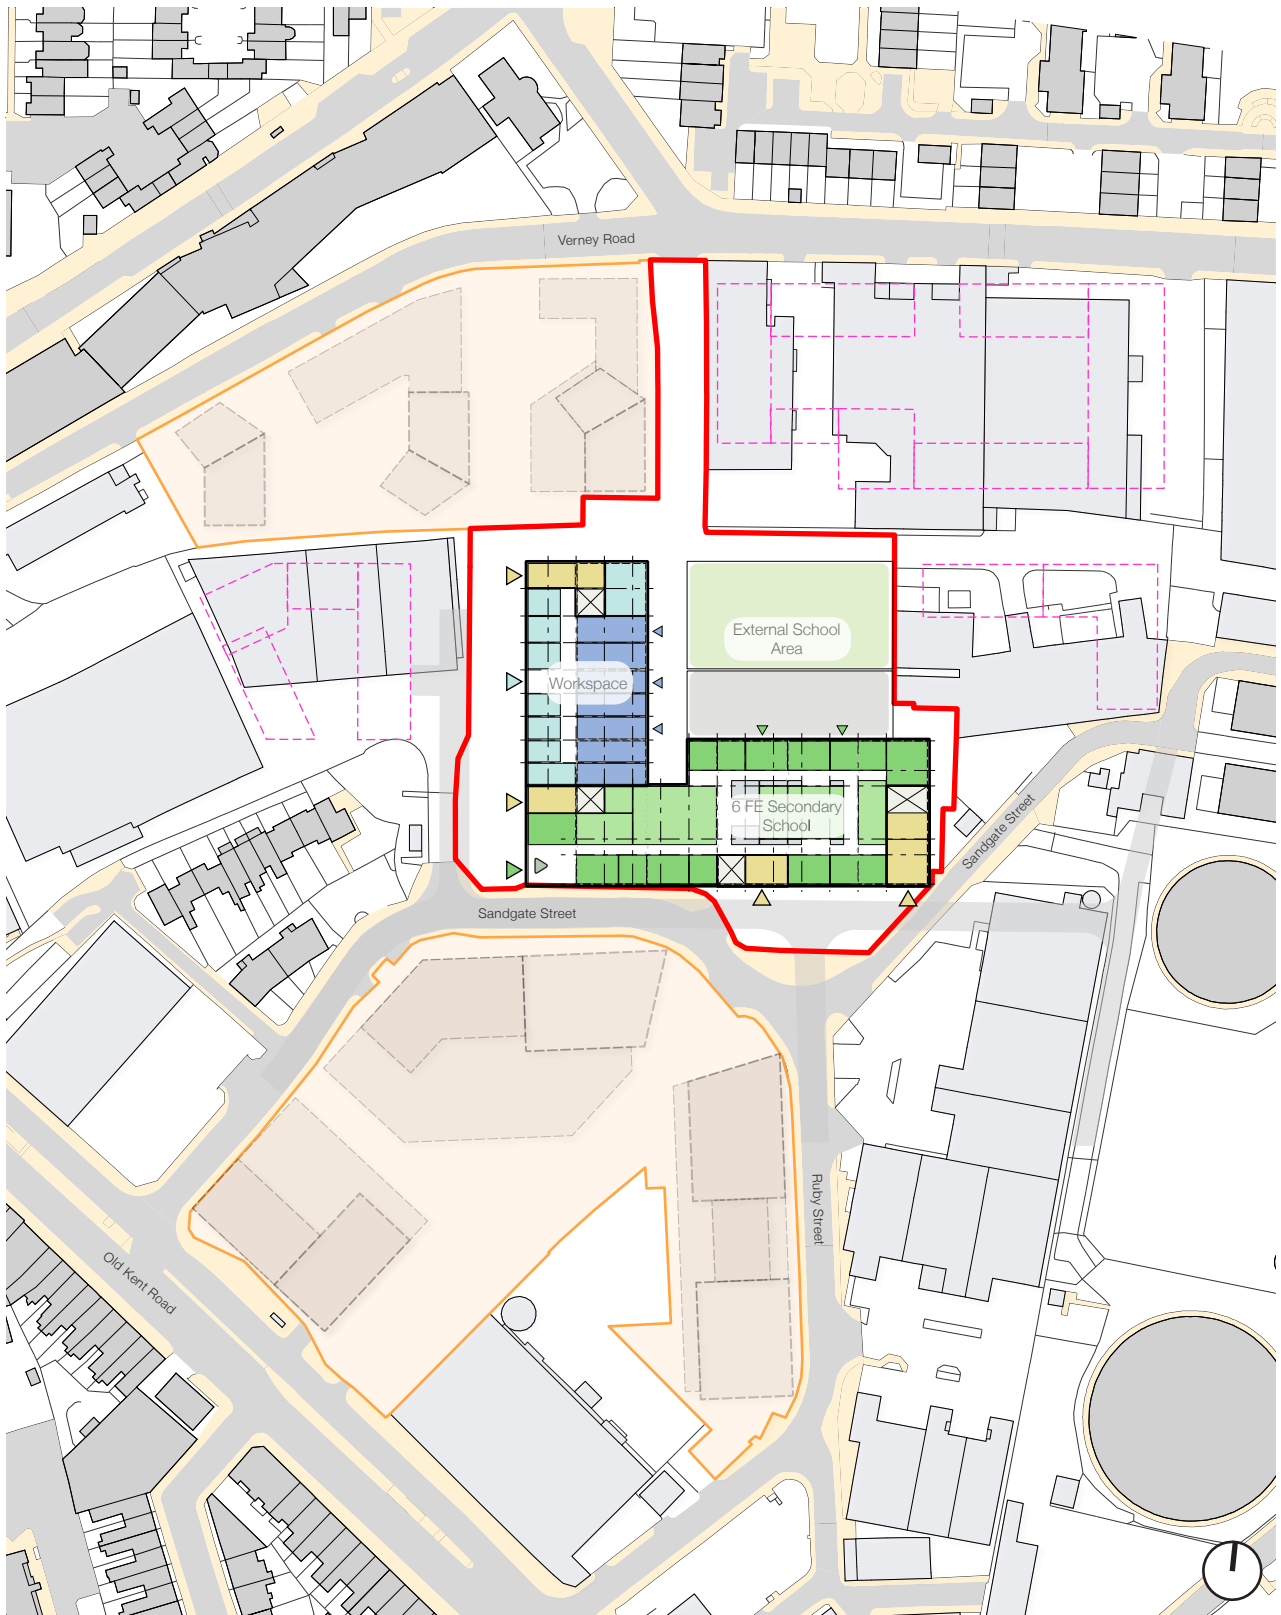 Verney Road
External School
Area
Workspace
6 FE Secondary
School
Sandgate Street
Sandgate Street
Ruby Street
Old Kent Road